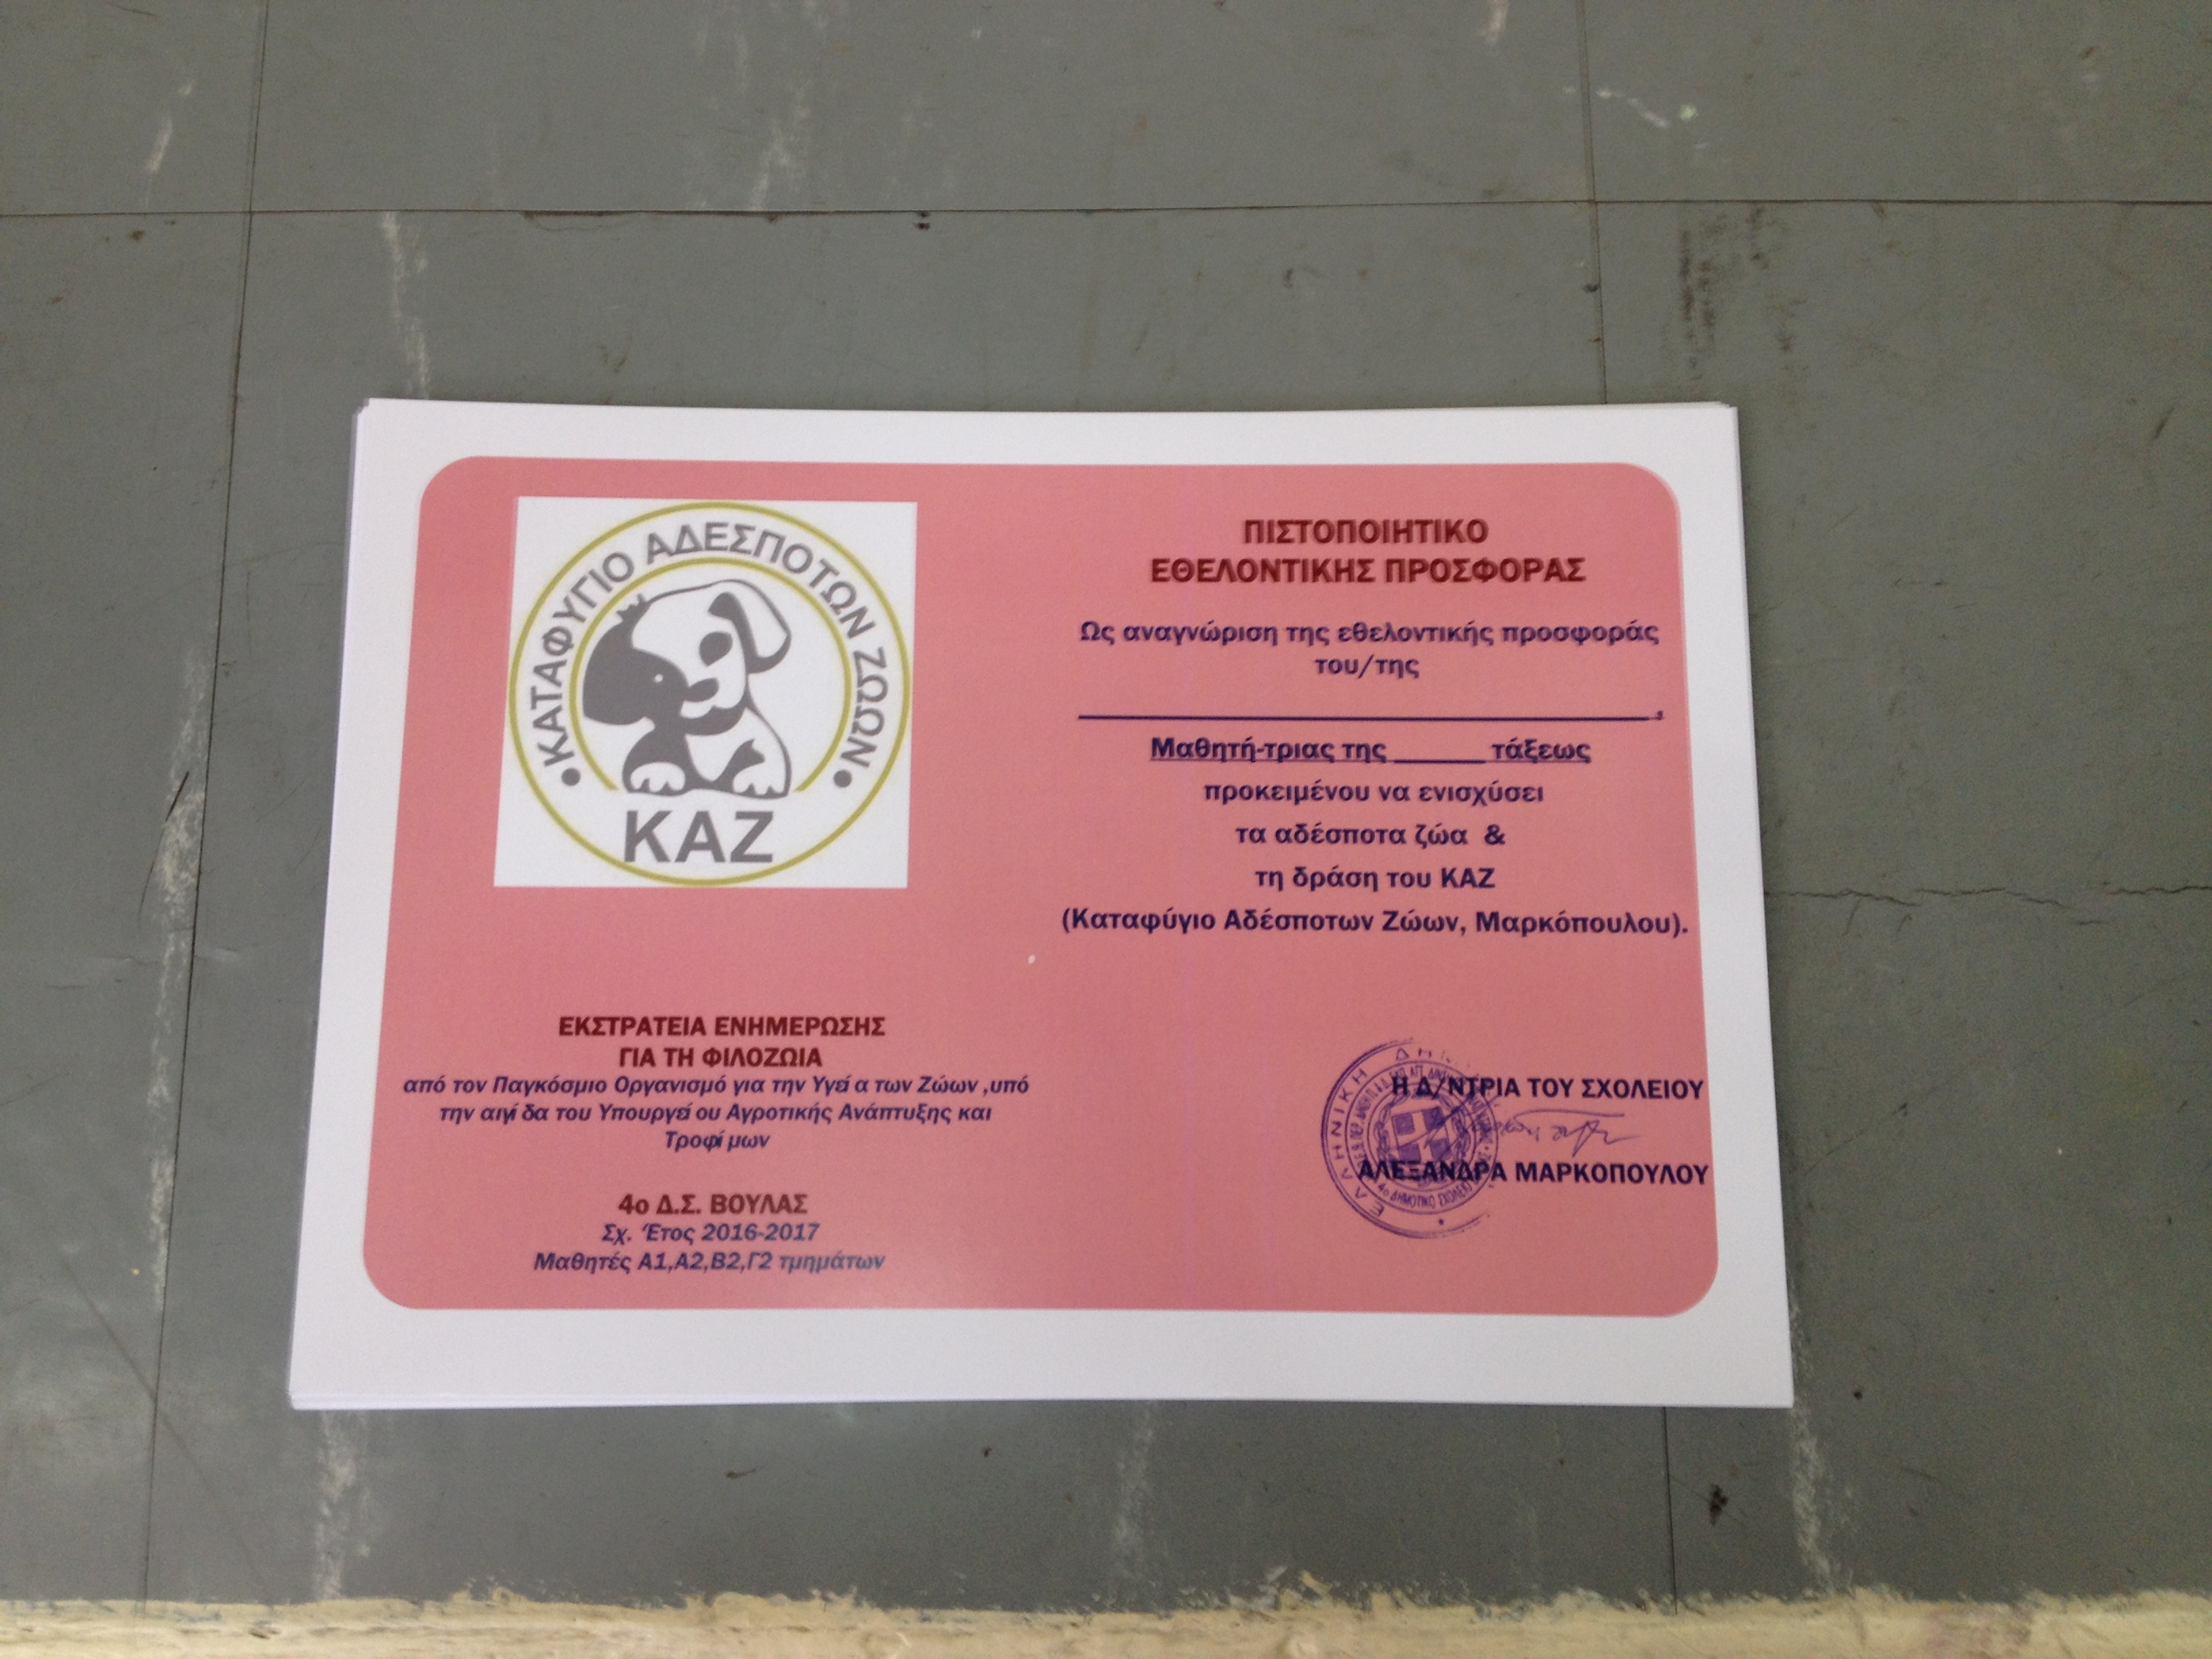 ΚΑΤΑΦΥΓΙΟ ΑΔΕΣΠΟΤΩΝ ΖΩΩΝ
ΚΑΖ
ΕΚΣΤΡΑΤΕΙΑ ΕΝΗΜΕΡΩΣΗΣ
ΓΙΑ ΤΗ ΦΙΛΟΖΩΙΑ
από τον Παγκόσμιο Οργανισμό για την Υγεί α των Ζώων ,υπό
την αιγί δα του Υπουργεί ου Αγροτικής Ανάπτυξης και
Τροφί μων
4ο Δ.Σ. ΒΟΥΛΑΣ
Σχ. Έτος 2016-2017
Μαθητές Α1,Α2,Β2,Γ2 τμημάτων
ΠΙΣΤΟΠΟΙΗΤΙΚΟ
ΕΘΕΛΟΝΤΙΚΗΣ ΠΡΟΣΦΟΡΑΣ
Ως αναγνώριση της εθελοντικής προσφοράς
του/της
,
Μαθητή-τριας της ______ τάξεως
προκειμένου να ενισχύσει
τα αδέσποτα ζώα &
τη δράση του ΚΑΖ
(Καταφύγιο Αδέσποτων Ζώων, Μαρκόπουλου).
Η Δ/ΝΤΡΙΑ ΤΟΥ ΣΧΟΛΕΙΟΥ
ΑΛΕΞΑΝΔΡΑ ΜΑΡΚΟΠΟΥΛΟΥ
ΕΛΛΗΝΙΚΗ
4ο ΔΗΜΟΤΙΚΟ ΣΧΟΛΕΙΟ